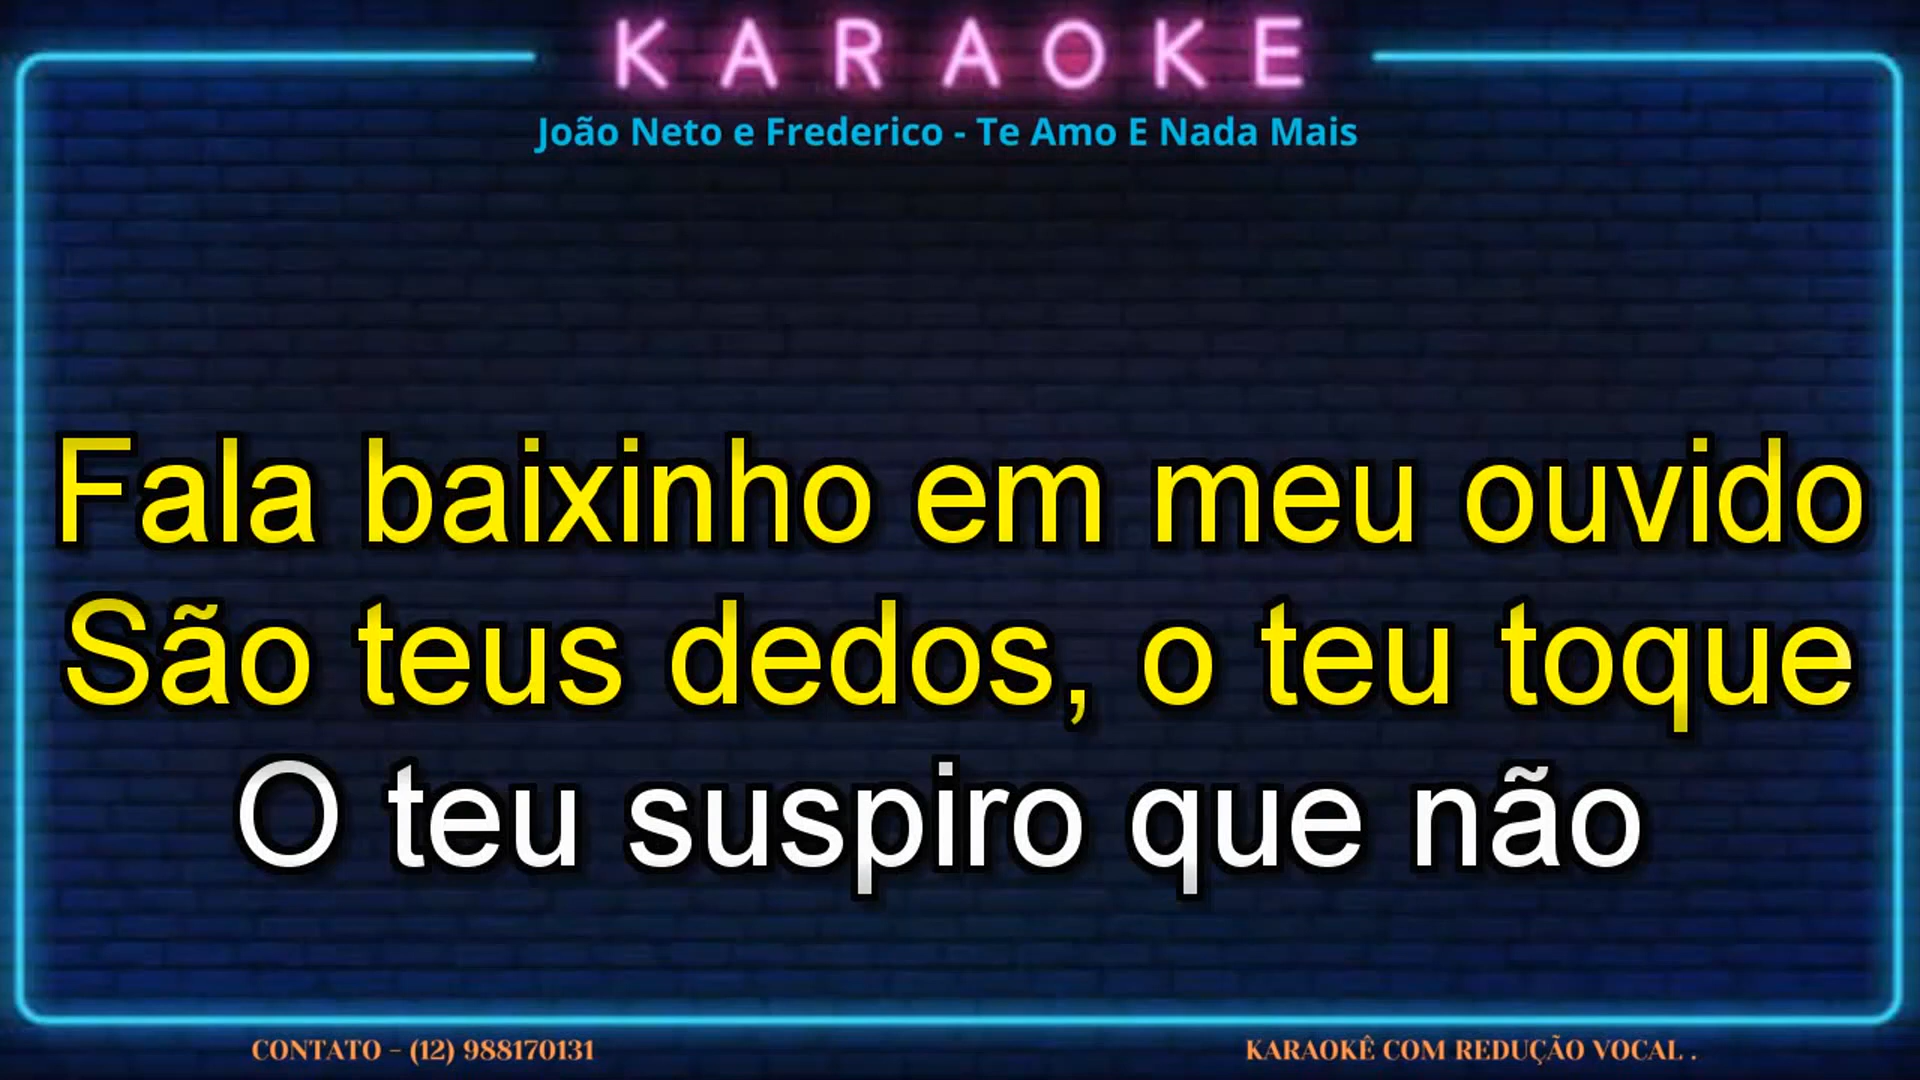 KARAOKE
João Neto e Frederico - Te Amo E Nada Mais
Fala baixinho em meu ouvido
São teus dedos, o teu toque
O teu suspiro que não
CONTATO - (12) 988170131
KARAOKÊ COM REDUÇÃO VOCAL .